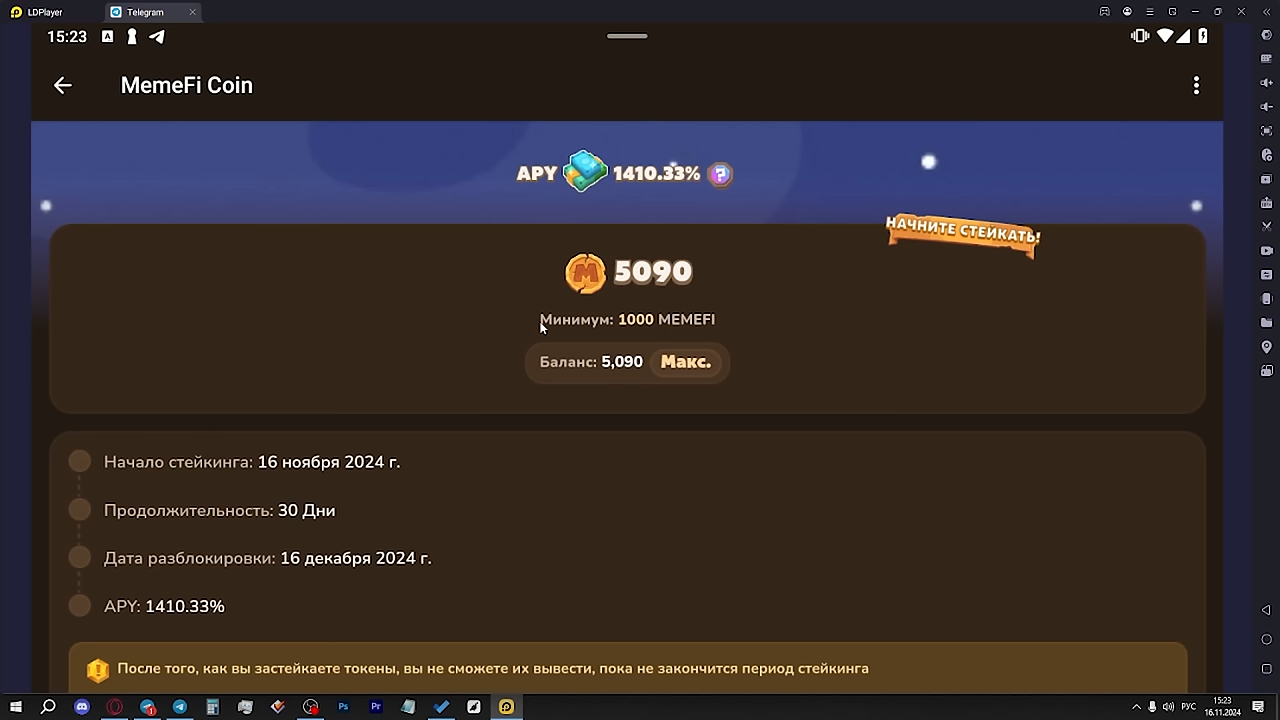 LDPlayer
Telegram
15:23
MemeFi Coin
APY 1410.33% ?
НАЧНИТЕ СТЕЙКАТЬ!
M 5090
Минимум: 1000 MEMEFI
Баланс: 5,090 Макс.
Начало стейкинга: 16 ноября 2024 г.
Продолжительность: 30 Дни
Дата разблокировки: 16 декабря 2024 г.
APY: 1410.33%
После того, как вы застейкаете токены, вы не сможете их вывести, пока не закончится период стейкинга
Ps
Pr
РУС
15:23
16.11.2024